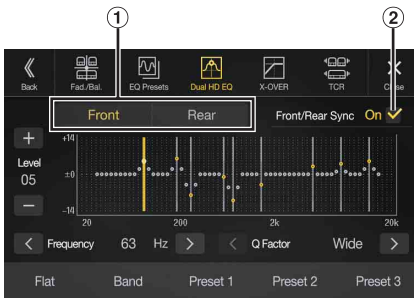 1 2
Back Fad./Bal. EQ Presets Dual HD EQ X-OVER TCR Close
Front Rear Front/Rear Sync On
+14
Level
05
±0
-14
20 200 2k 20k
Frequency 63 Hz Q Factor Wide
Flat Band Preset 1 Preset 2 Preset 3